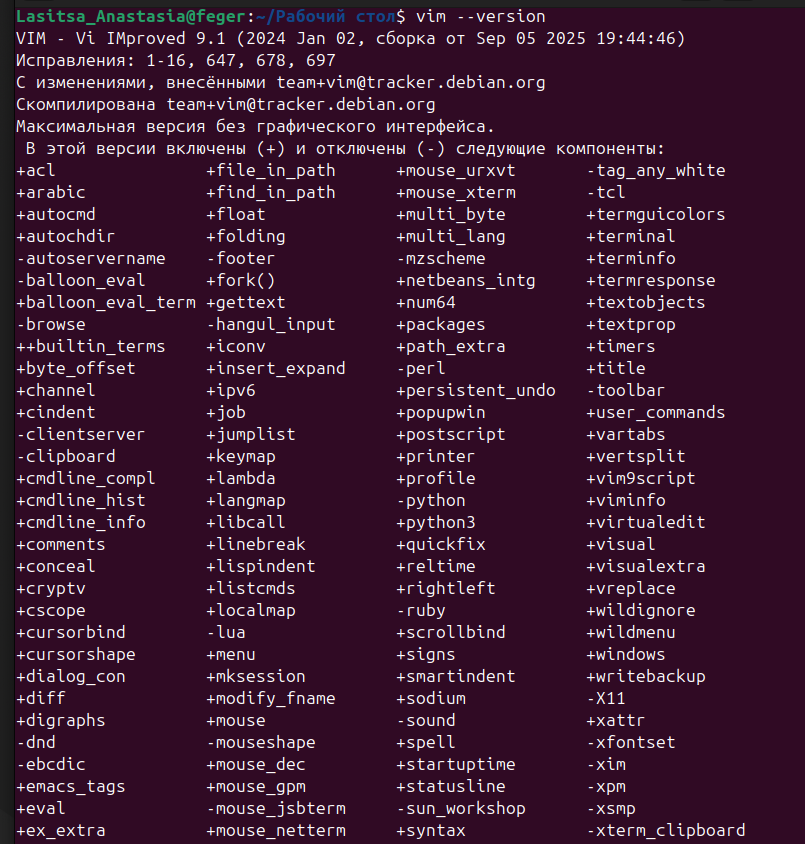 Lasitsa_Anastasia@feger:~/Рабочий стол$ vim --version
VIM - Vi IMproved 9.1 (2024 Jan 02, сборка от Sep 05 2025 19:44:46)
Исправления: 1-16, 647, 678, 697
С изменениями, внесёнными team+vim@tracker.debian.org
Скомпилирована team+vim@tracker.debian.org
Максимальная версия без графического интерфейса.
 В этой версии включены (+) и отключены (-) следующие компоненты:
+acl +file_in_path +mouse_urxvt -tag_any_white
+arabic +find_in_path +mouse_xterm -tcl
+autocmd +float +multi_byte +termguicolors
+autochdir +folding +multi_lang +terminal
-autoservername -footer -mzscheme +terminfo
-balloon_eval +fork() +netbeans_intg +termresponse
+balloon_eval_term +gettext +num64 +textobjects
-browse -hangul_input +packages +textprop
++builtin_terms +iconv +path_extra +timers
+byte_offset +insert_expand -perl +title
+channel +ipv6 +persistent_undo -toolbar
+cindent +job +popupwin +user_commands
-clientserver +jumplist +postscript +vartabs
-clipboard +keymap +printer +vertsplit
+cmdline_compl +lambda +profile +vim9script
+cmdline_hist +langmap -python +viminfo
+cmdline_info +libcall +python3 +virtualedit
+comments +linebreak +quickfix +visual
+conceal +lispindent +reltime +visualextra
+cryptv +listcmds +rightleft +vreplace
+cscope +localmap -ruby +wildignore
+cursorbind -lua +scrollbind +wildmenu
+cursorshape +menu +signs +windows
+dialog_con +mksession +smartindent +writebackup
+diff +modify_fname +sodium -X11
+digraphs +mouse -sound +xattr
-dnd -mouseshape +spell -xfontset
-ebcdic +mouse_dec +startuptime -xim
+emacs_tags +mouse_gpm +statusline -xpm
+eval -mouse_jsbterm -sun_workshop -xsmp
+ex_extra +mouse_netterm +syntax -xterm_clipboard